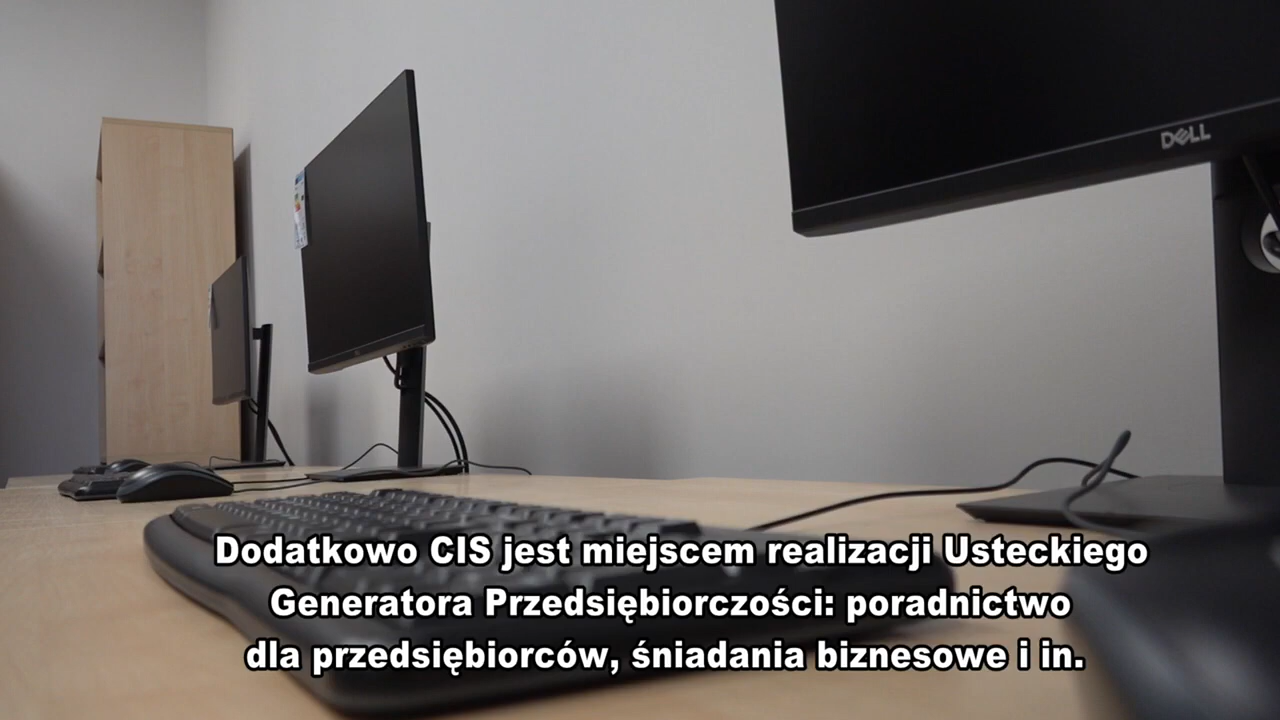 DELL
Dodatkowo CIS jest miejscem realizacji Usteckiego
Generatora Przedsiębiorczości: poradnictwo
dla przedsiębiorców, śniadania biznesowe i in.